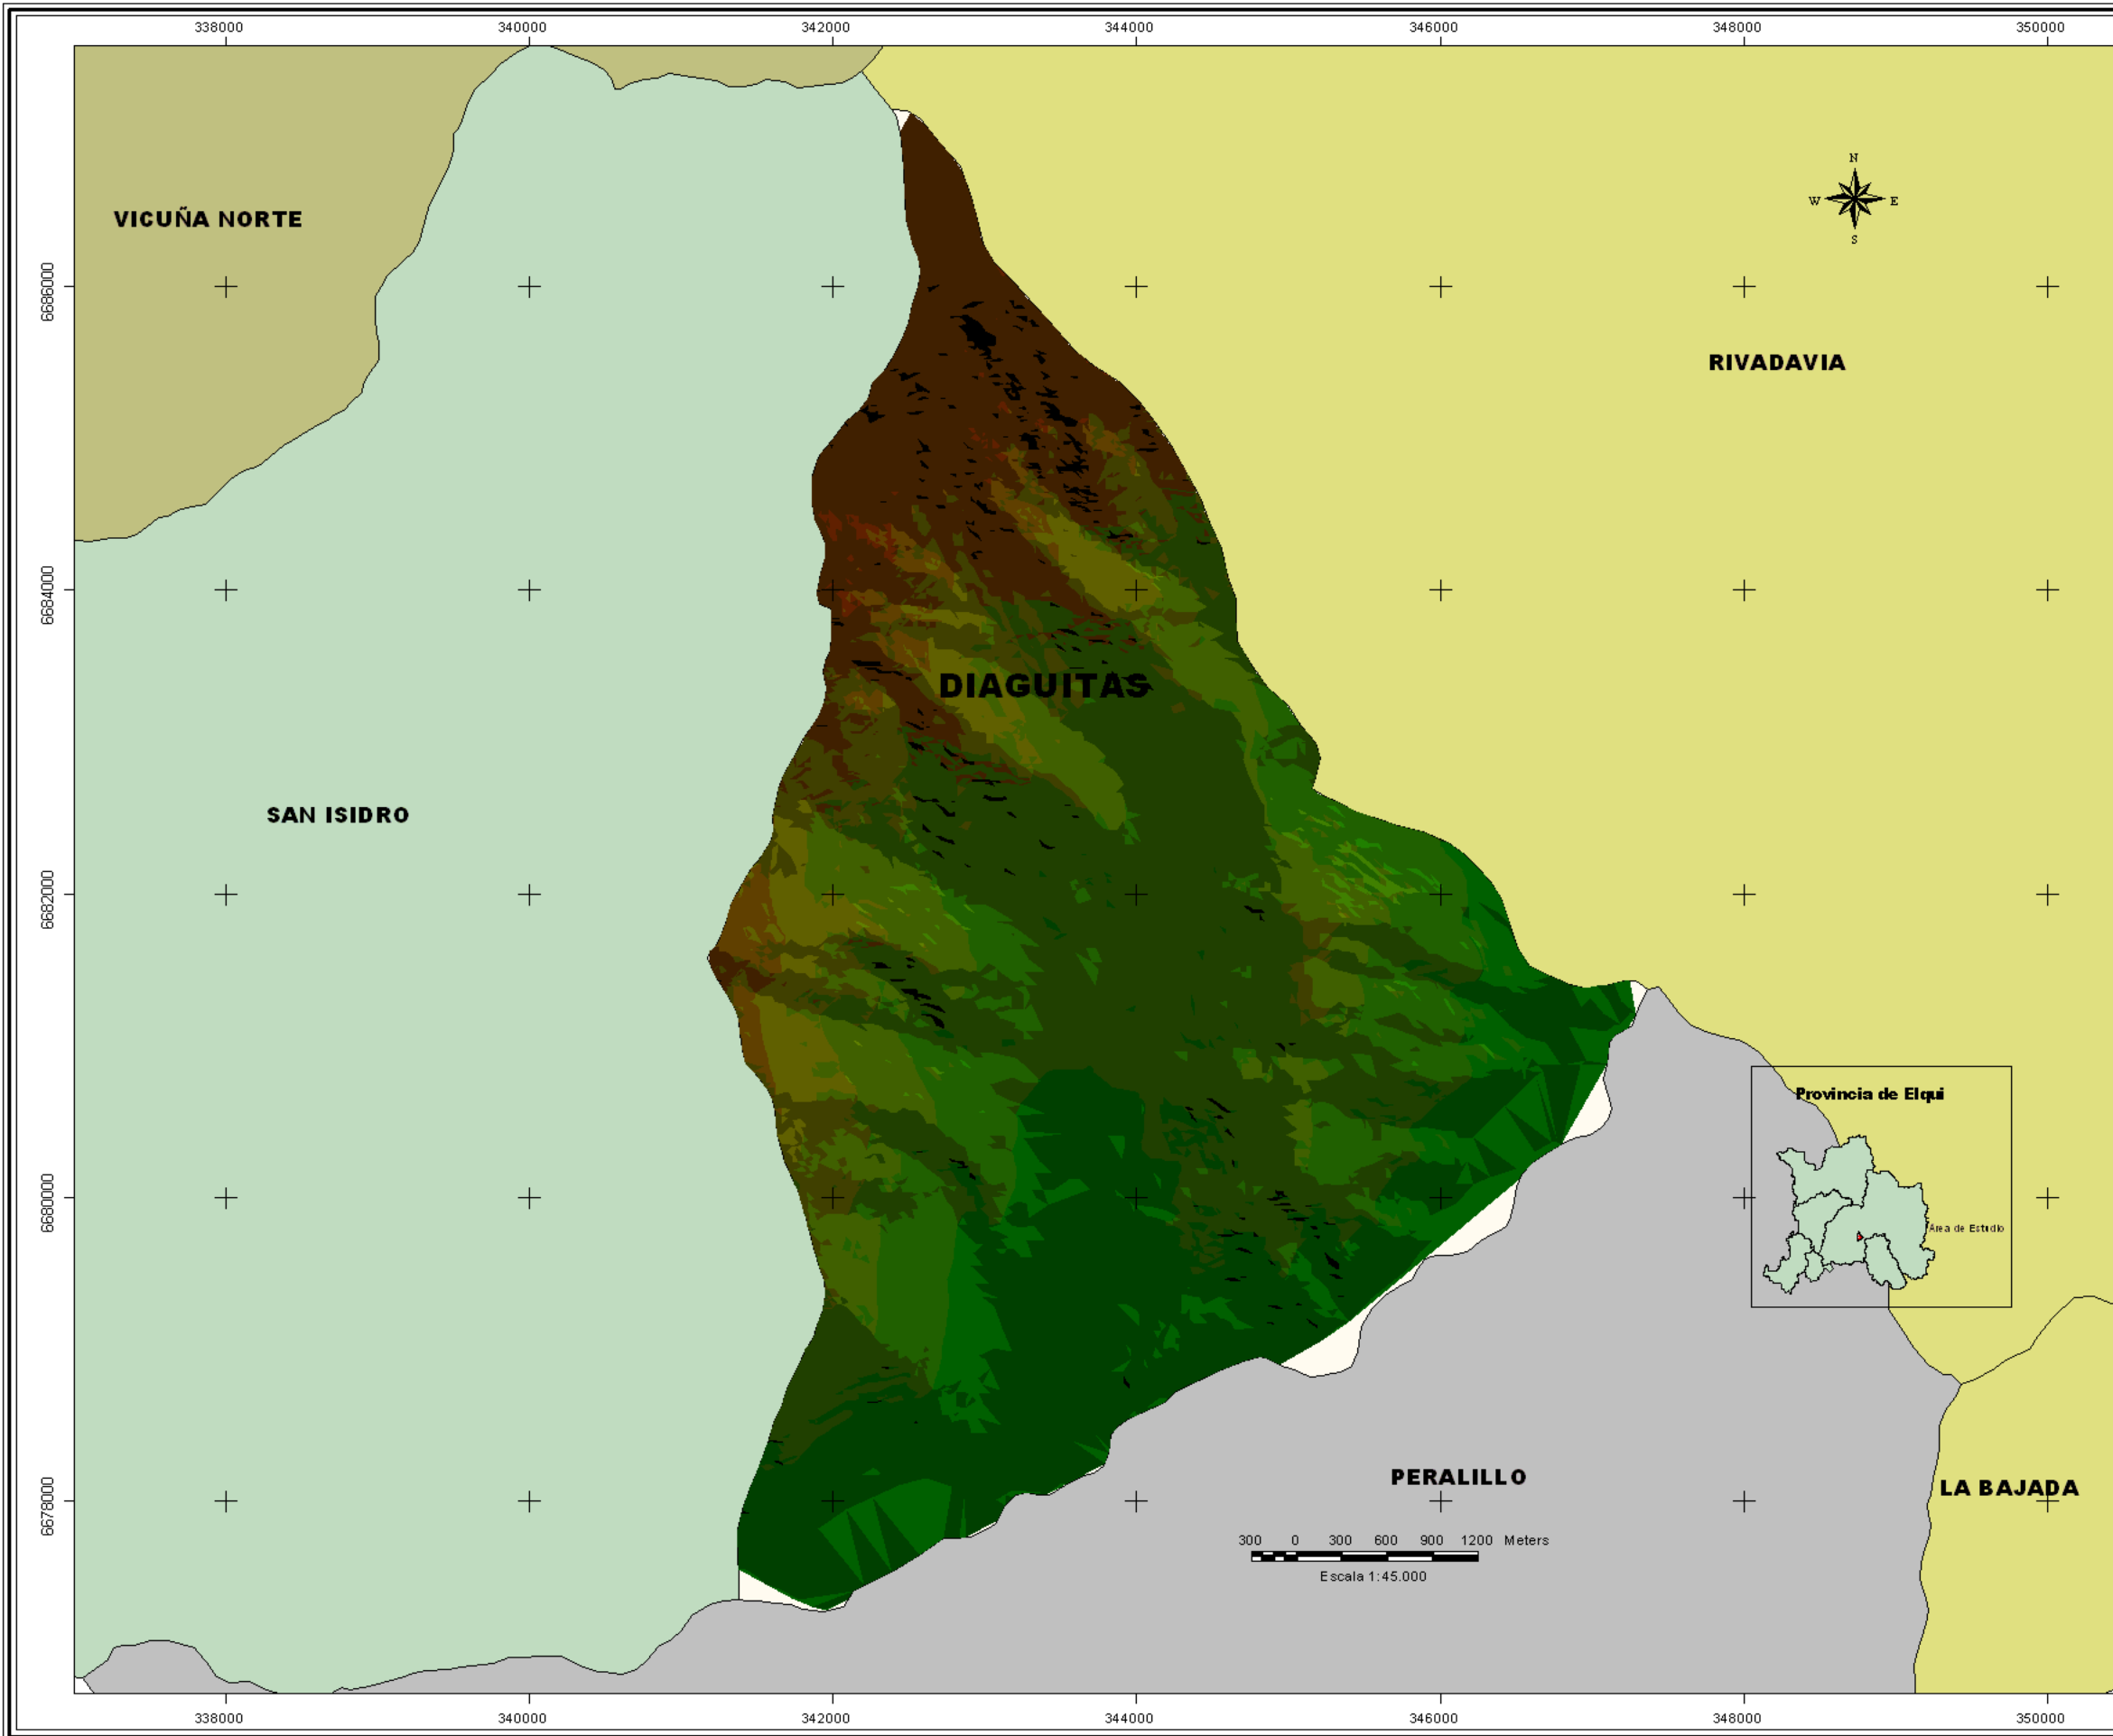 338000 340000 342000 344000 346000 348000 350000
N
W E
S
VICUÑA NORTE
6686000
RIVADAVIA
6684000
DIAGUITAS
SAN ISIDRO
6682000
Provincia de Elqui
6680000
Area de Estudio
PERALILLO
LA BAJADA
6678000
300 0 300 600 900 1200 Meters
Escala 1:45.000
338000 340000 342000 344000 346000 348000 350000